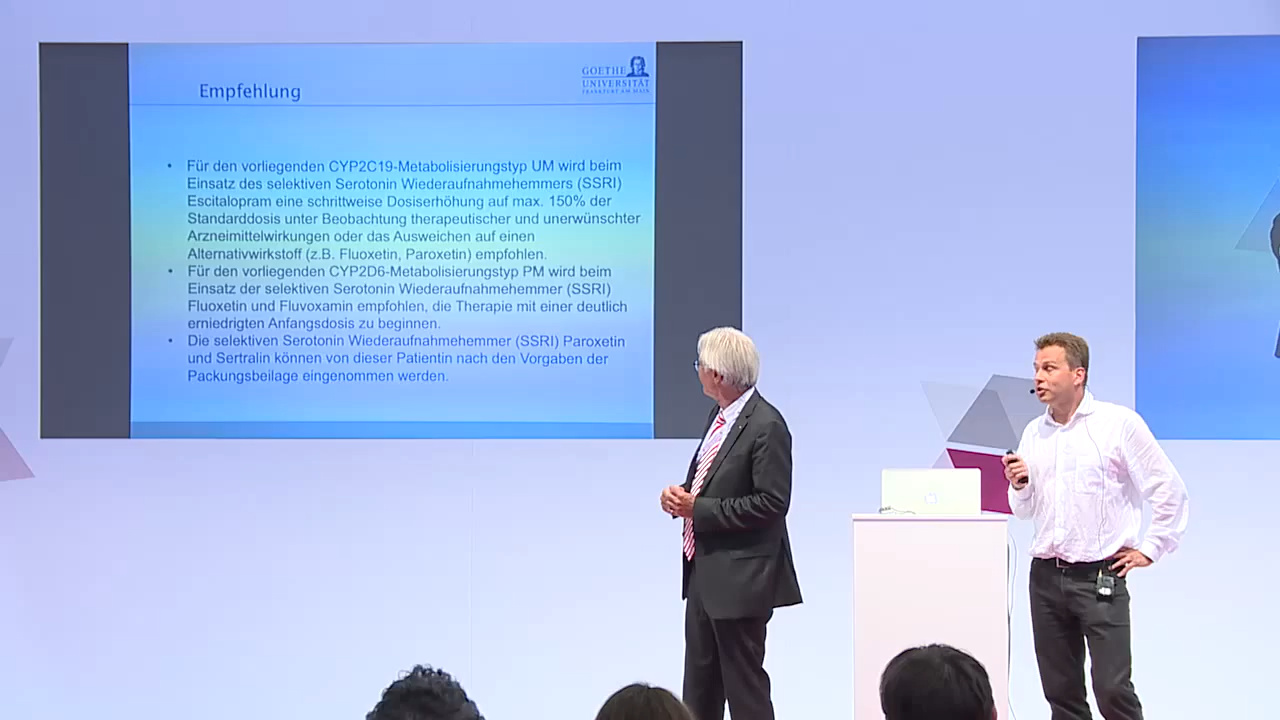 Empfehlung
GOETHE
UNIVERSITÄT
FRANKFURT AM MAIN
• Für den vorliegenden CYP2C19-Metabolisierungstyp UM wird beim
Einsatz des selektiven Serotonin Wiederaufnahmehemmers (SSRI)
Escitalopram eine schrittweise Dosiserhöhung auf max. 150% der
Standarddosis unter Beobachtung therapeutischer und unerwünschter
Arzneimittelwirkungen oder das Ausweichen auf einen
Alternativwirkstoff (z.B. Fluoxetin, Paroxetin) empfohlen.
• Für den vorliegenden CYP2D6-Metabolisierungstyp PM wird beim
Einsatz der selektiven Serotonin Wiederaufnahmehemmer (SSRI)
Fluoxetin und Fluvoxamin empfohlen, die Therapie mit einer deutlich
erniedrigten Anfangsdosis zu beginnen.
• Die selektiven Serotonin Wiederaufnahmehemmer (SSRI) Paroxetin
und Sertralin können von dieser Patientin nach den Vorgaben der
Packungsbeilage eingenommen werden.